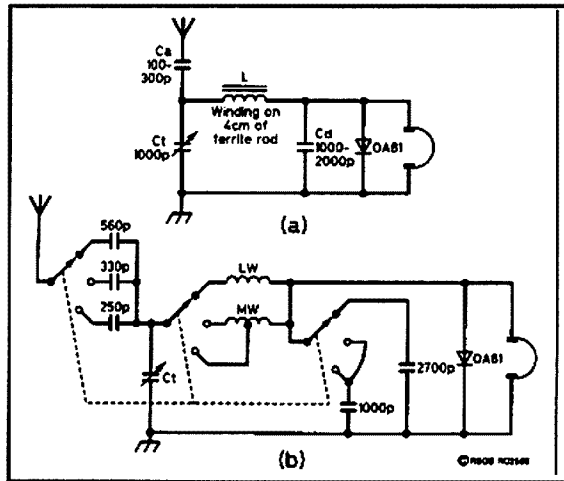 Ca
100-
300p
L
Winding on
4cm of
ferrite rod
Ct
1000p
Cd
1000-
2000p
OA81
(a)
560p
330p
250p
LW
MW
Ct
2700p
OA81
1000p
(b)